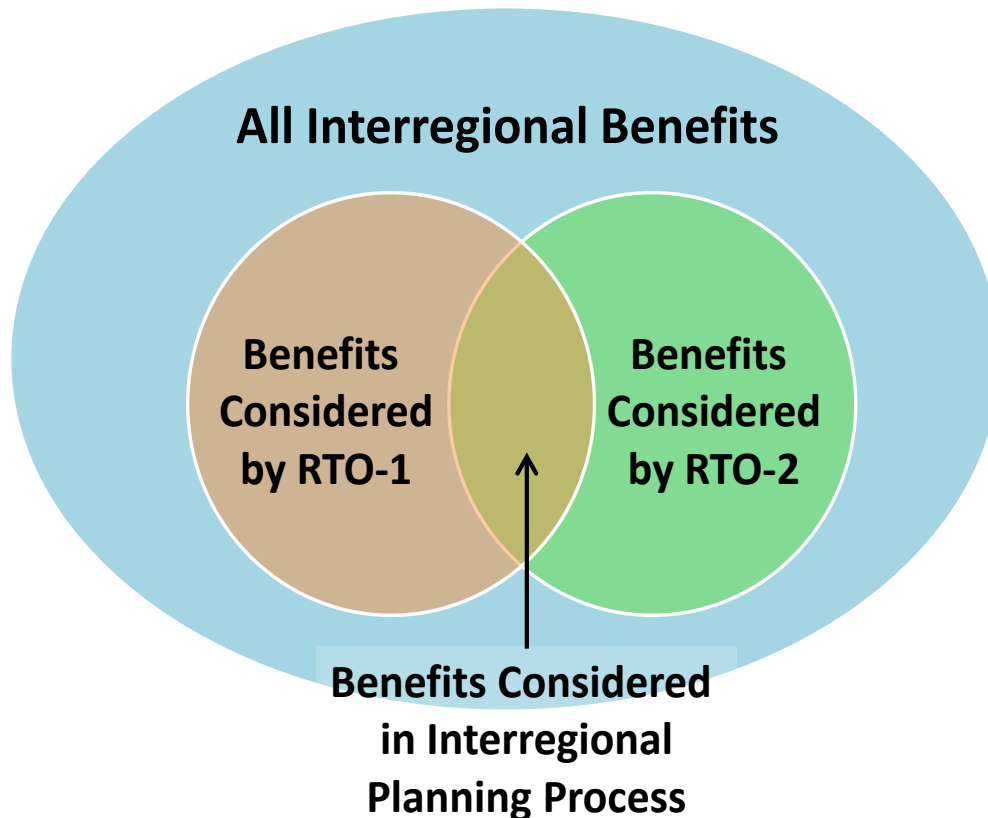 All Interregional Benefits
Benefits
Considered
by RTO-1
Benefits
Considered
by RTO-2
Benefits Considered
in Interregional
Planning Process